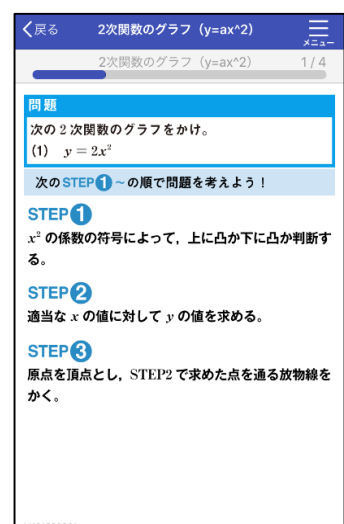 戻る 2次関数のグラフ（y=ax^2） メニュー
2次関数のグラフ（y=ax^2） 1 / 4
問題
次の 2 次関数のグラフをかけ。
(1) y = 2x²
次のSTEP❶～の順で問題を考えよう！
STEP❶
x² の係数の符号によって，上に凸か下に凸か判断す
る。
STEP❷
適当な x の値に対して y の値を求める。
STEP❸
原点を頂点とし，STEP2 で求めた点を通る放物線を
かく。